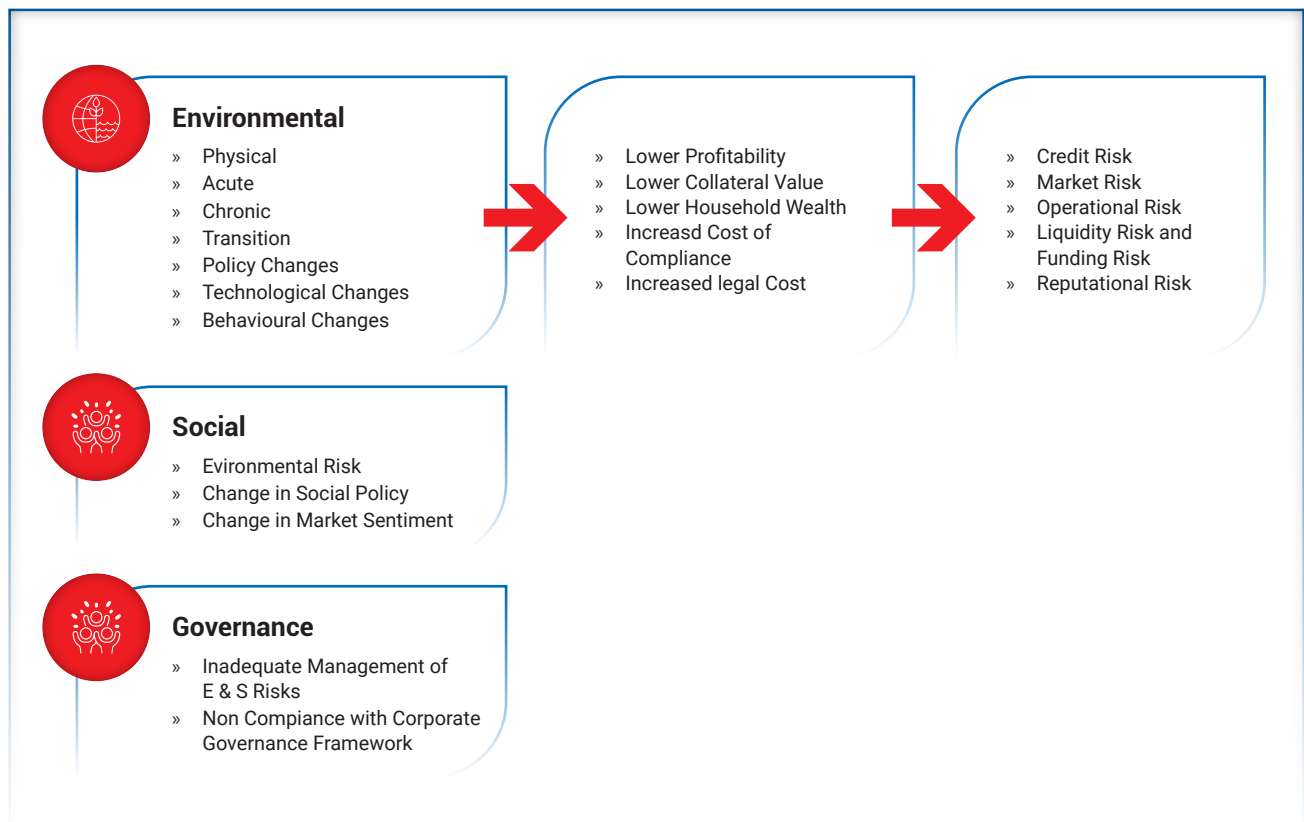 Environmental
» Physical
» Acute
» Chronic
» Transition
» Policy Changes
» Technological Changes
» Behavioural Changes
» Lower Profitability
» Lower Collateral Value
» Lower Household Wealth
» Increasd Cost of
Compliance
» Increased legal Cost
» Credit Risk
» Market Risk
» Operational Risk
» Liquidity Risk and
Funding Risk
» Reputational Risk
Social
» Evironmental Risk
» Change in Social Policy
» Change in Market Sentiment
Governance
» Inadequate Management of
E & S Risks
» Non Compiance with Corporate
Governance Framework